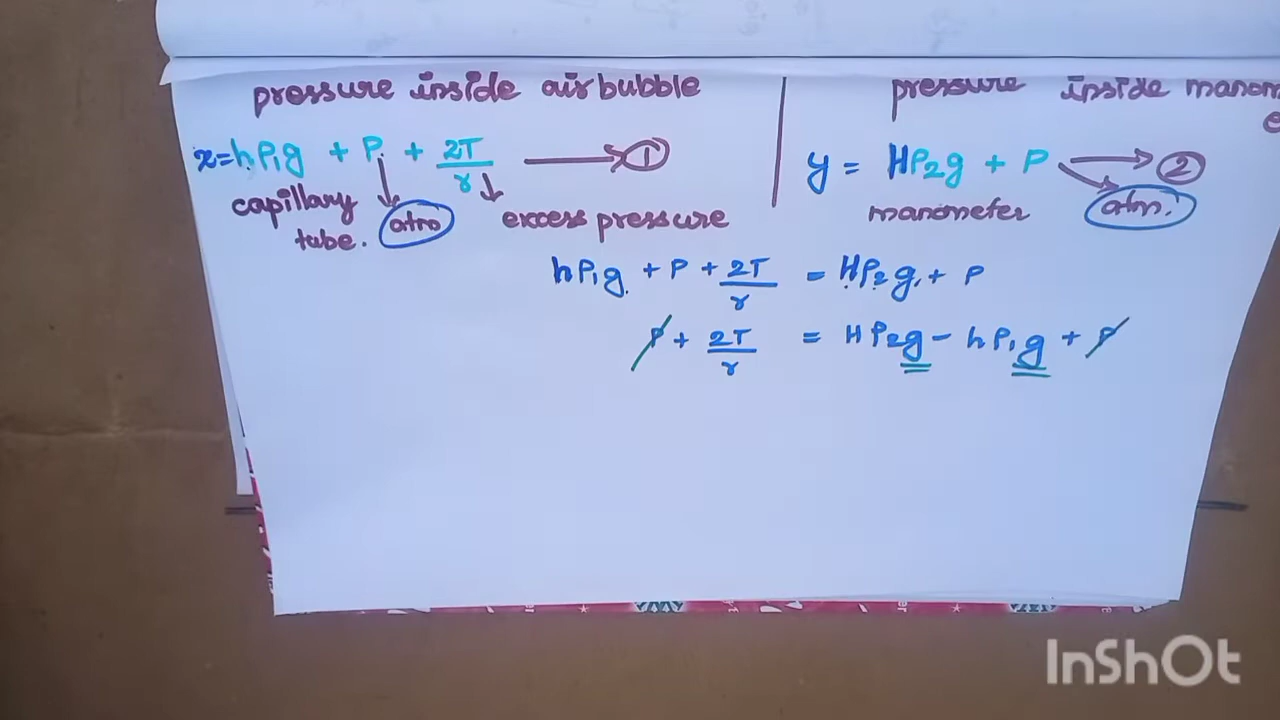 pressure inside air bubble
x = hρ₁g + P + 2T/r → ①
capillary tube.
atm
excess pressure
pressure inside manom
e
y = Hρ₂g + P → ②
manometer
atm.
hρ₁g + P + 2T/r = Hρ₂g + P
P + 2T/r = Hρ₂g - hρ₁g + P
InShOt